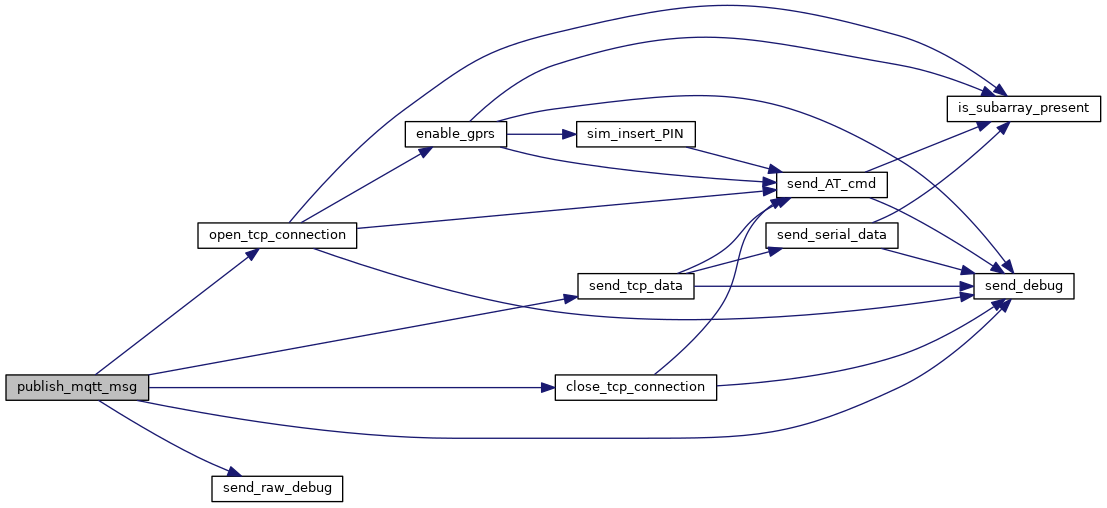 is_subarray_present
enable_gprs
sim_insert_PIN
send_AT_cmd
open_tcp_connection
send_serial_data
send_tcp_data
send_debug
publish_mqtt_msg
close_tcp_connection
send_raw_debug